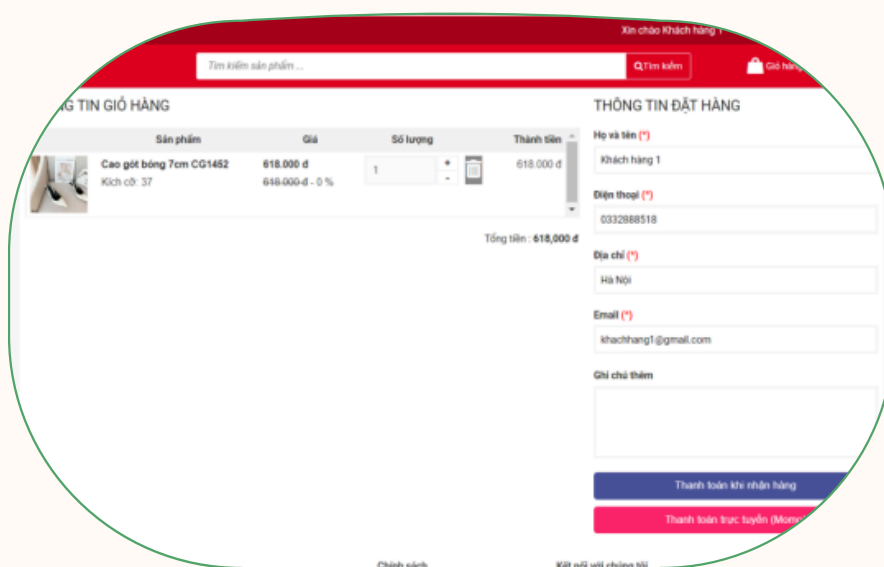 Xin chào Khách hàng 1
Tìm kiếm sản phẩm ...
Tìm kiếm
Giỏ hàng
TIN GIỎ HÀNG
Sản phẩm Giá Số lượng Thành tiền
Cao gót bóng 7cm CG1452 618.000 đ 1 + - 618.000 đ
Kích cỡ: 37 618.000 đ - 0 %
Tổng tiền : 618,000 đ
THÔNG TIN ĐẶT HÀNG
Họ và tên (*)
Khách hàng 1
Điện thoại (*)
0332888518
Địa chỉ (*)
Hà Nội
Email (*)
khachhang1@gmail.com
Ghi chú thêm
Thanh toán khi nhận hàng
Thanh toán trực tuyến (Momo
Chính sách Kết nối với chúng tôi